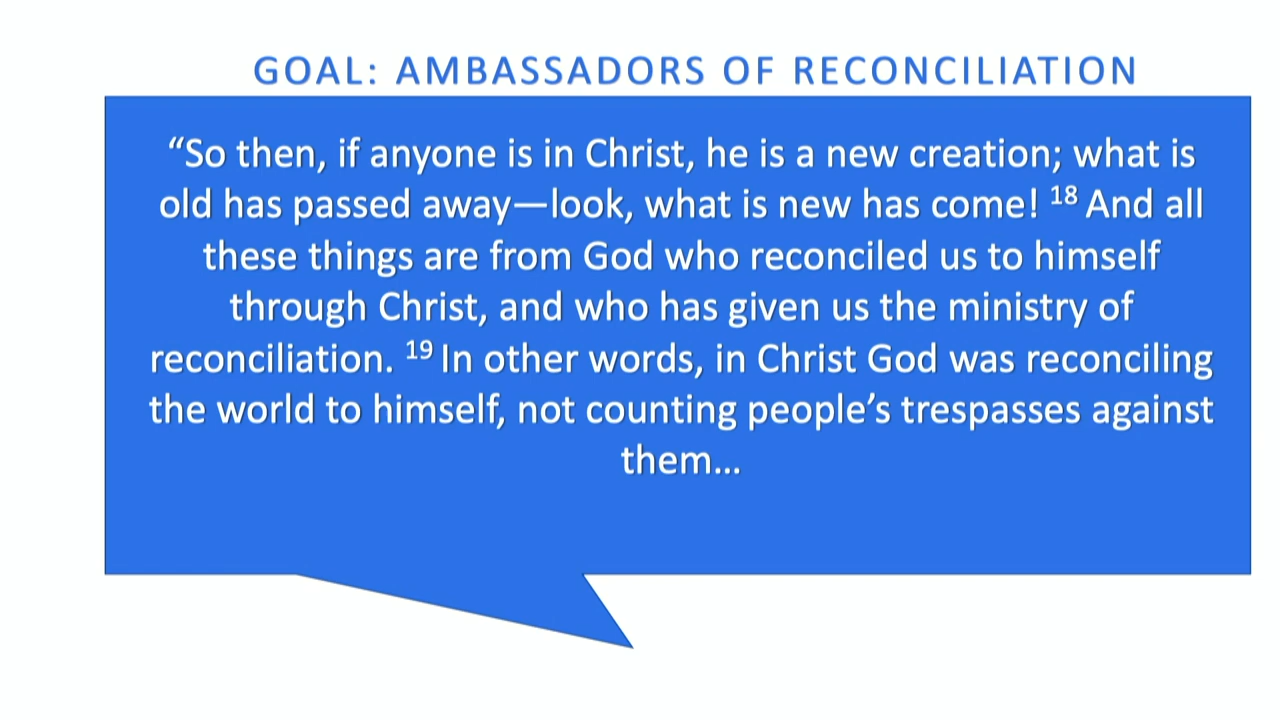 GOAL: AMBASSADORS OF RECONCILIATION
“So then, if anyone is in Christ, he is a new creation; what is
old has passed away—look, what is new has come! 18 And all
these things are from God who reconciled us to himself
through Christ, and who has given us the ministry of
reconciliation. 19 In other words, in Christ God was reconciling
the world to himself, not counting people’s trespasses against
them…